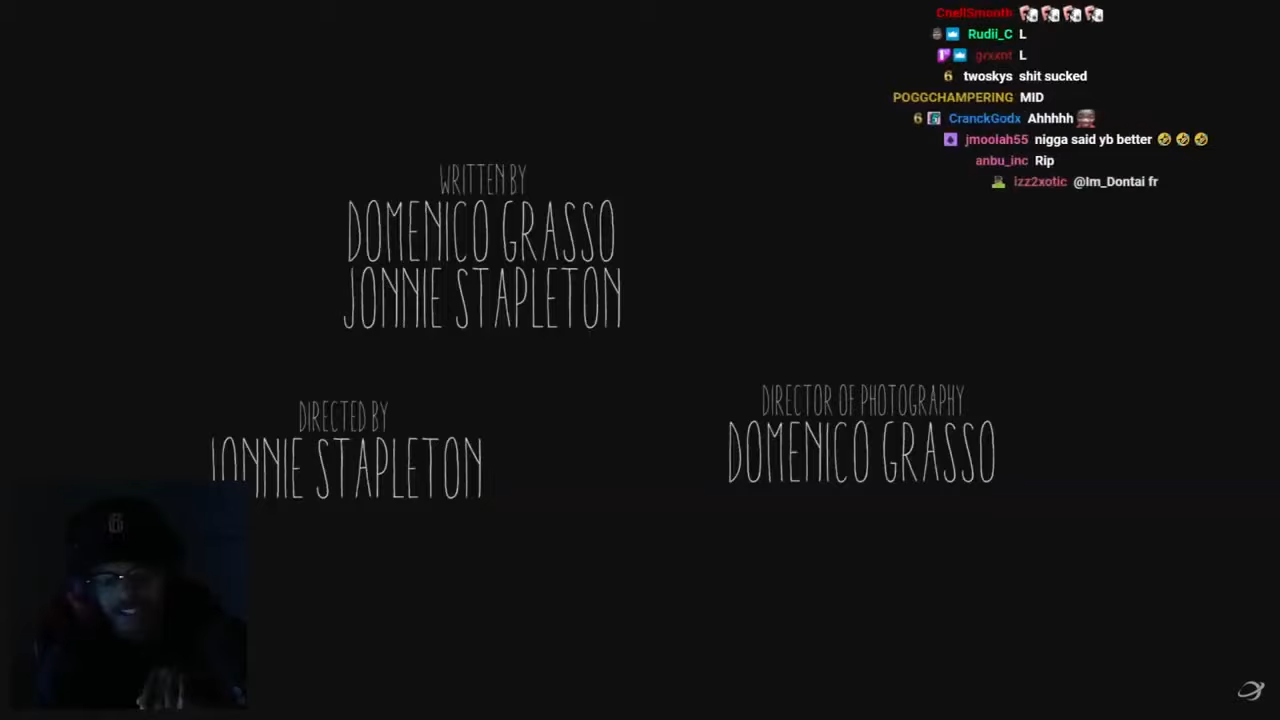 CnellSmooth
Rudii_C L
grxxnt L
6 twoskys shit sucked
POGGCHAMPERING MID
6 CranckGodx Ahhhhh
jmoolah55 nigga said yb better 🤣 🤣 🤣
anbu_inc Rip
izz2xotic @Im_Dontai fr
WRITTEN BY
DOMENICO GRASSO
JONNIE STAPLETON
DIRECTED BY
JONNIE STAPLETON
DIRECTOR OF PHOTOGRAPHY
DOMENICO GRASSO